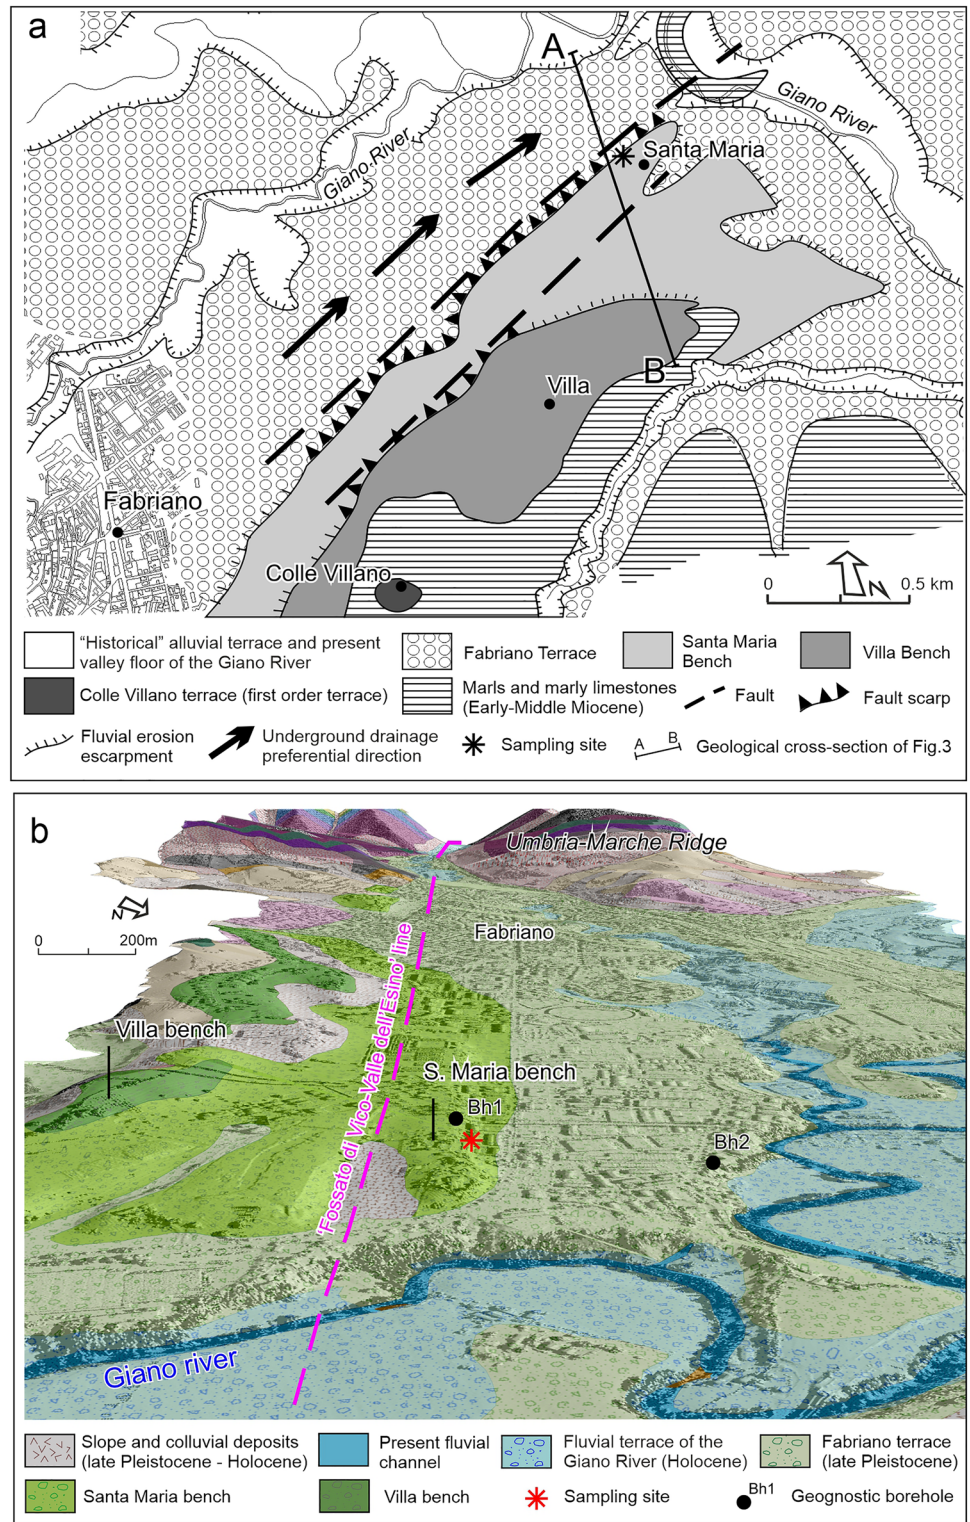 a
A
Giano River
Giano River
Santa Maria
B
Villa
Fabriano
Colle Villano
N
0 0.5 km
"Historical" alluvial terrace and present
valley floor of the Giano River
Fabriano Terrace
Santa Maria
Bench
Villa Bench
Colle Villano terrace (first order terrace)
Marls and marly limestones
(Early-Middle Miocene)
Fault
Fault scarp
Fluvial erosion
escarpment
Underground drainage
preferential direction
Sampling site
A B
Geological cross-section of Fig.3
b
Umbria-Marche Ridge
N
0 200m
Fabriano
'Fossato di Vico-Valle dell'Esino' line
Villa bench
S. Maria bench
Bh1
Bh2
Giano river
Slope and colluvial deposits
(late Pleistocene - Holocene)
Present fluvial
channel
Fluvial terrace of the
Giano River (Holocene)
Fabriano terrace
(late Pleistocene)
Santa Maria bench
Villa bench
Sampling site
Bh1
Geognostic borehole